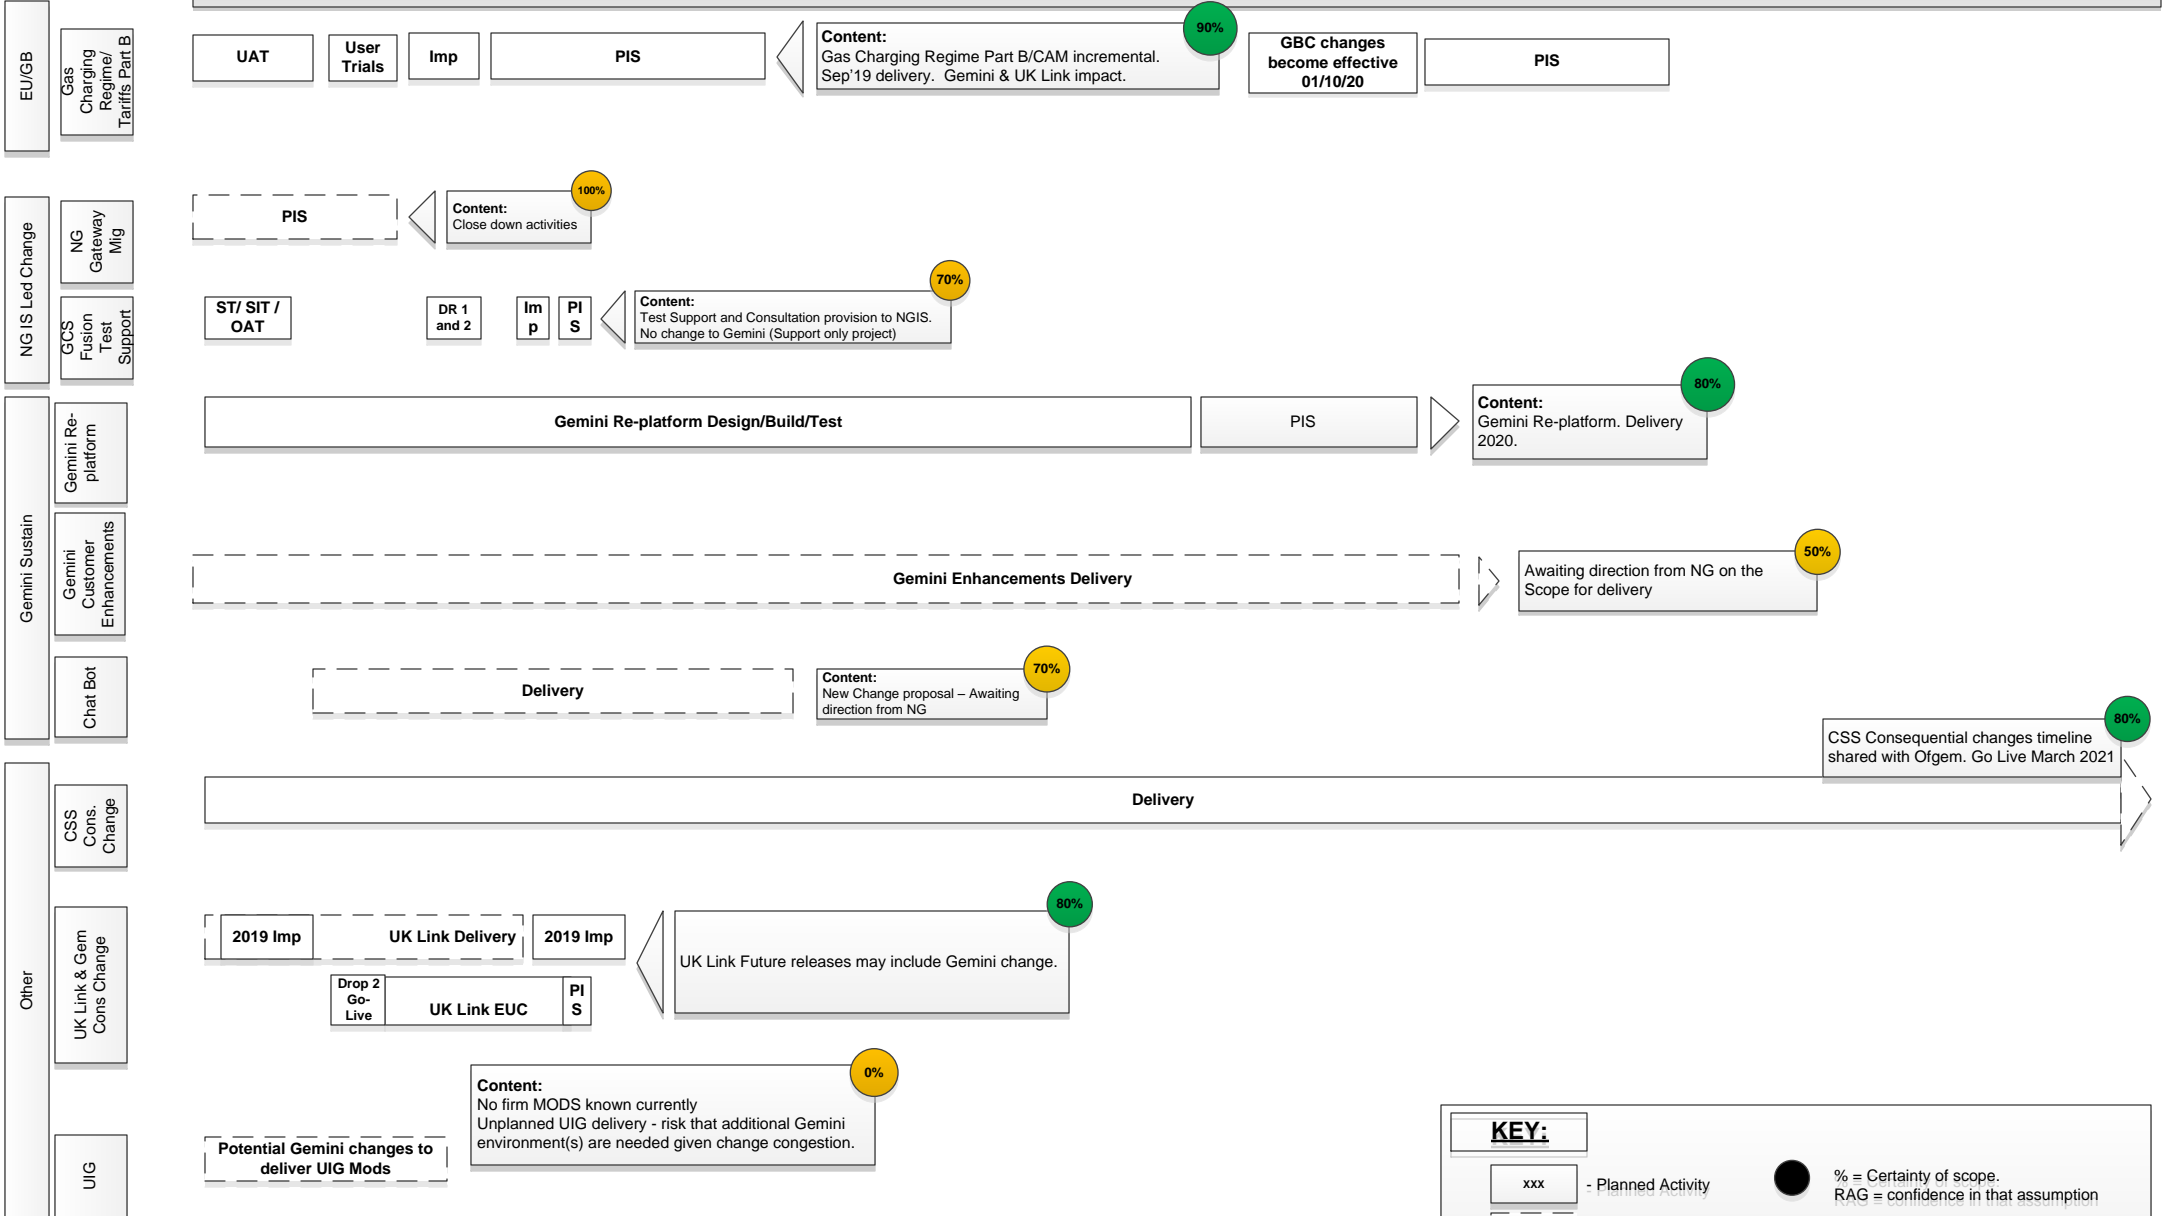 EU/GB
Gas
Charging
Regime/
Tariffs Part B
UAT
User
Trials
Imp
PIS
Content:
Gas Charging Regime Part B/CAM incremental.
Sep'19 delivery.  Gemini & UK Link impact.
90%
GBC changes
become effective
01/10/20
PIS
NG IS Led Change
NG
Gateway
Mig
PIS
Content:
Close down activities
100%
GCS
Fusion
Test
Support
ST/ SIT /
OAT
DR 1
and 2
Im
p
PI
S
Content:
Test Support and Consultation provision to NGIS.
No change to Gemini (Support only project)
70%
Gemini Sustain
Gemini Re-
platform
Gemini Re-platform Design/Build/Test
PIS
Content:
Gemini Re-platform. Delivery
2020.
80%
Gemini
Customer
Enhancements
Gemini Enhancements Delivery
Awaiting direction from NG on the
Scope for delivery
50%
Chat Bot
Delivery
Content:
New Change proposal – Awaiting
direction from NG
70%
Other
CSS
Cons.
Change
Delivery
CSS Consequential changes timeline
shared with Ofgem. Go Live March 2021
80%
UK Link & Gem
Cons Change
2019 Imp
UK Link Delivery
2019 Imp
Drop 2
Go-
Live
UK Link EUC
PI
S
UK Link Future releases may include Gemini change.
80%
UIG
Potential Gemini changes to
deliver UIG Mods
Content:
No firm MODS known currently
Unplanned UIG delivery - risk that additional Gemini
environment(s) are needed given change congestion.
0%
KEY:
xxx
- Planned Activity
% = Certainty of scope.
RAG = confidence in that assumption